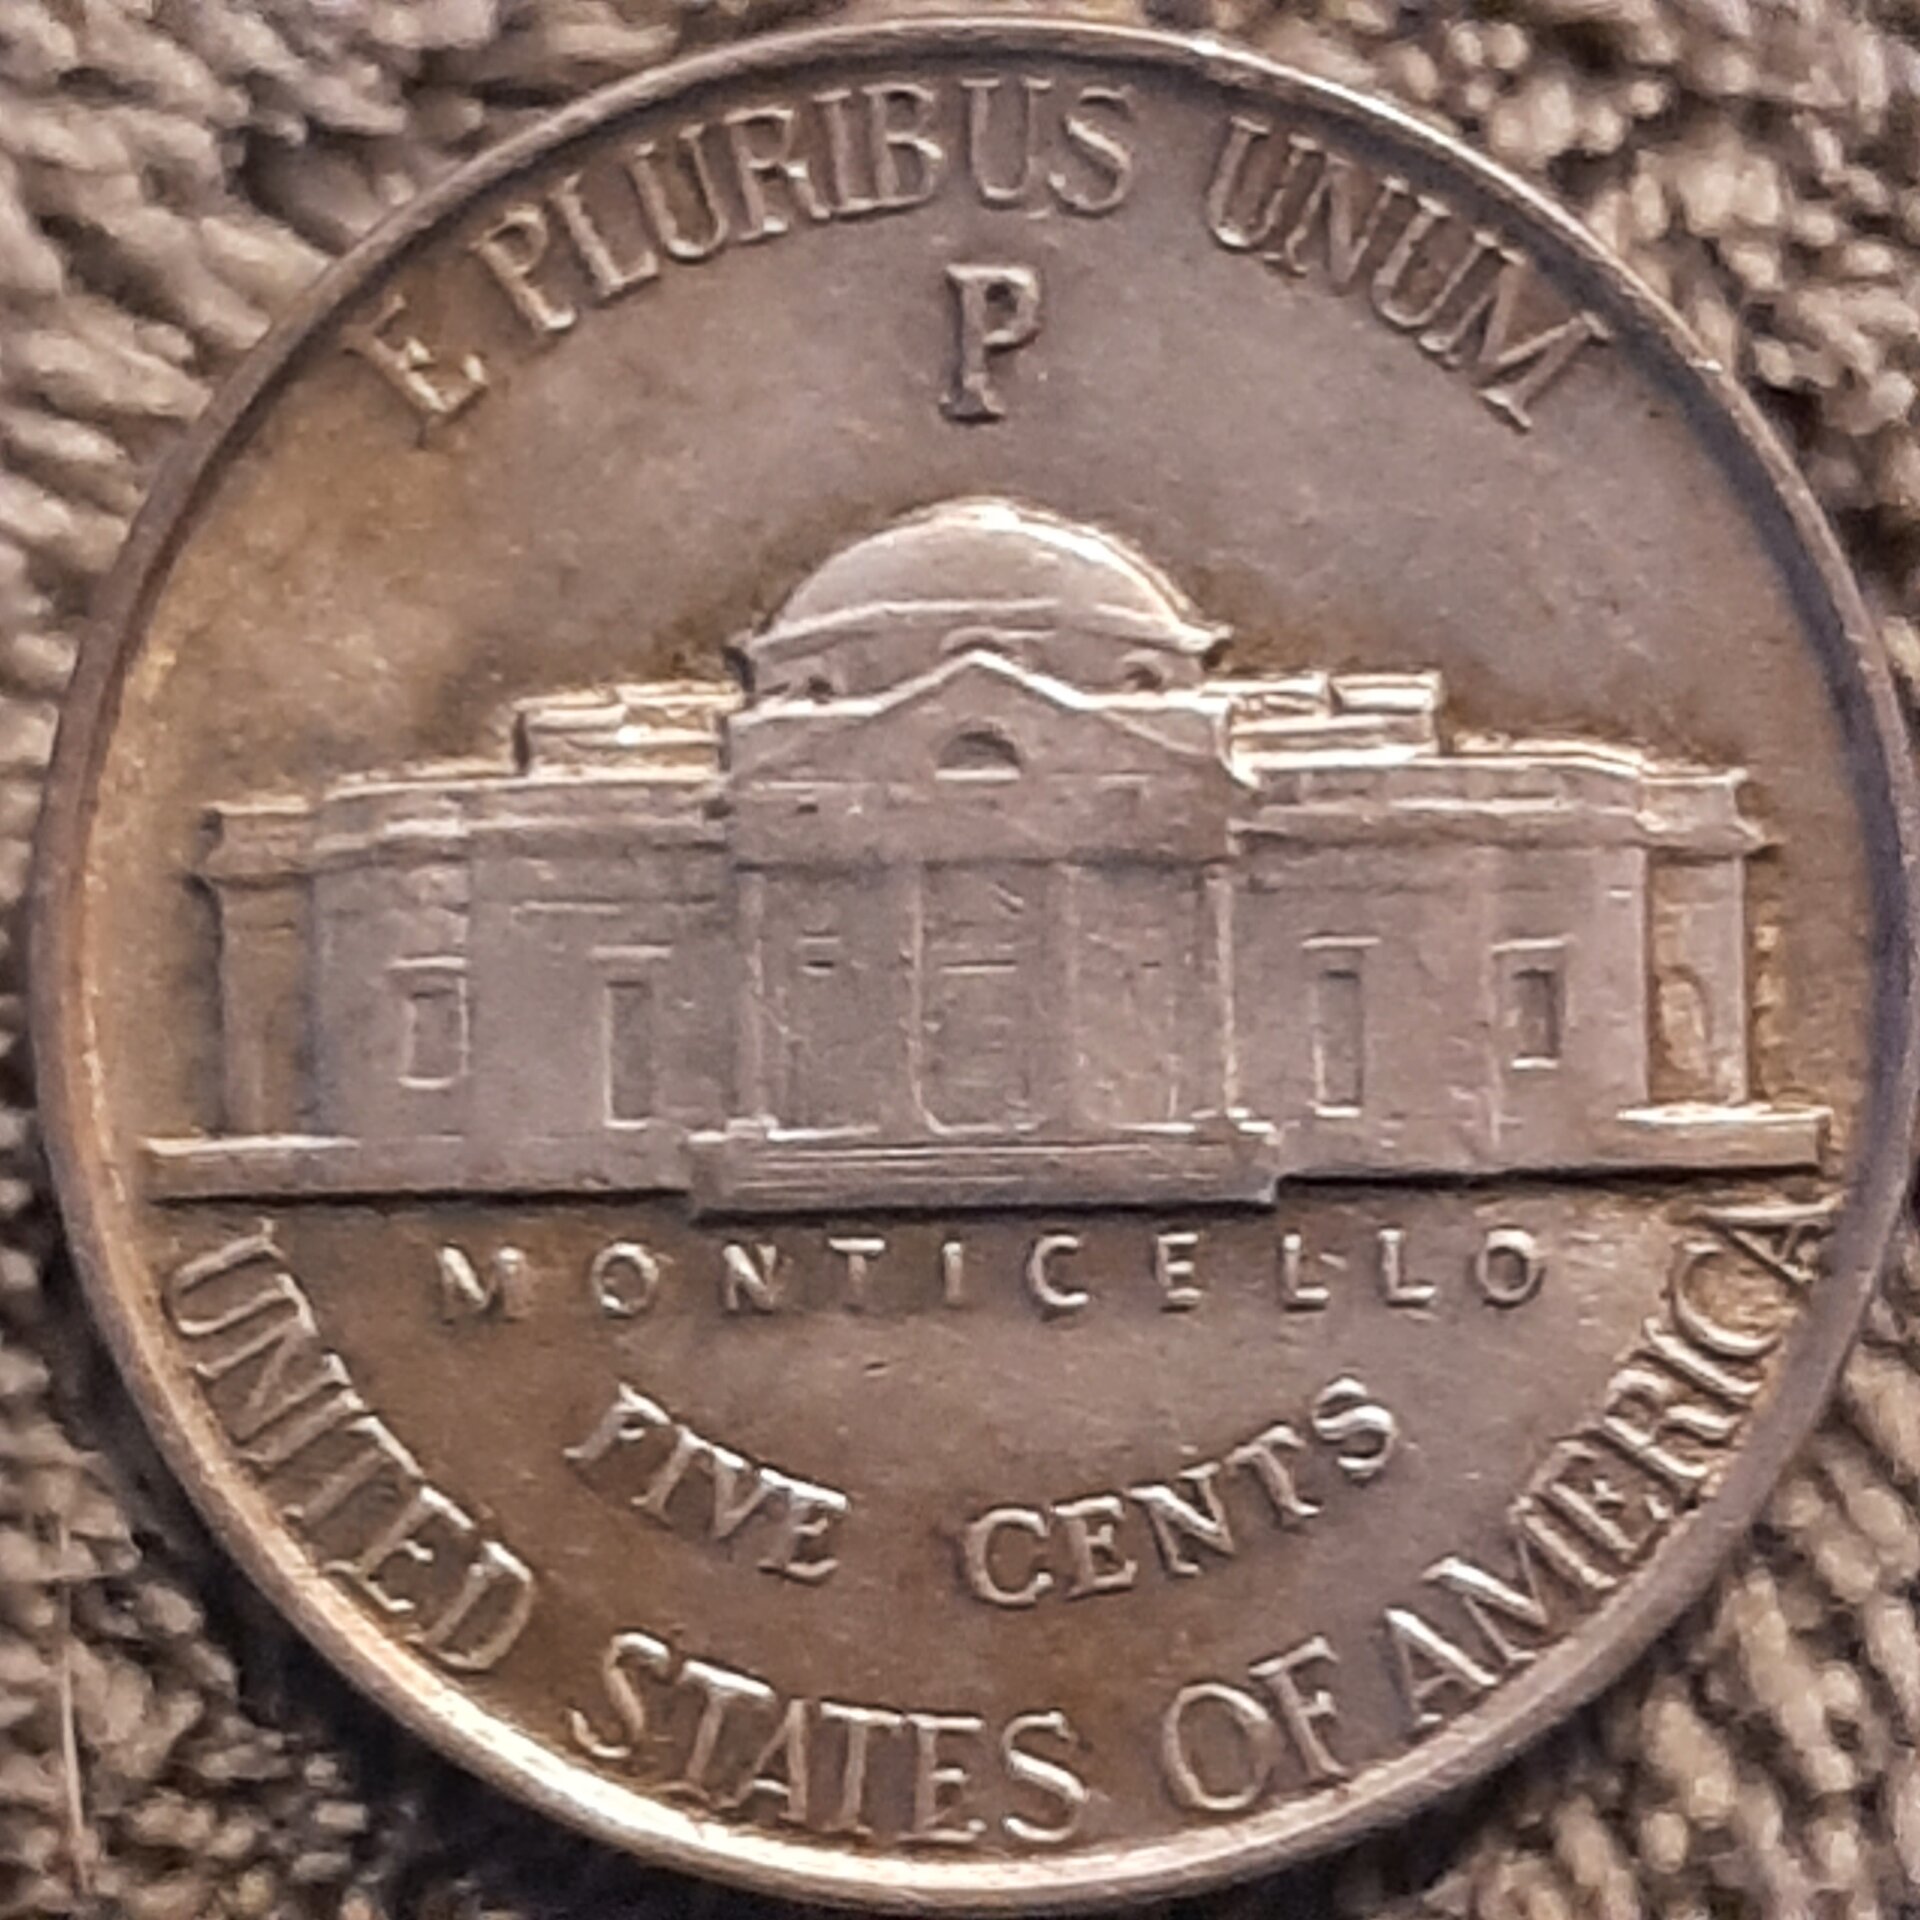 E PLURIBUS UNUM
P
MONTICELLO
FIVE CENTS
UNITED STATES OF AMERICA